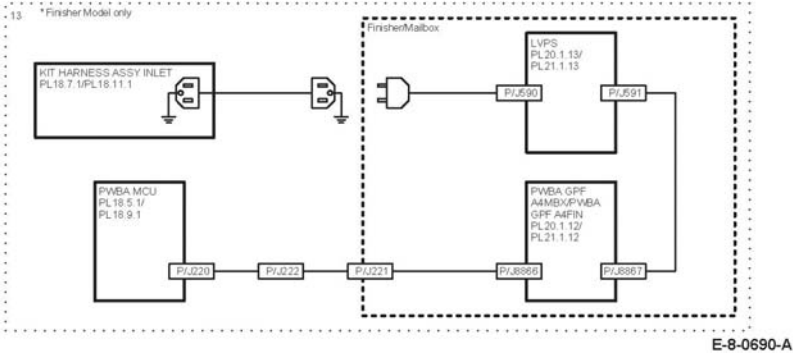 13
*Finisher Model only
Finisher/Mailbox
KIT HARNESS ASSY INLET
PL18.7.1/PL18.11.1
LVPS
PL20.1.13/
PL21.1.13
P/J590
P/J591
PWBA MCU
PL18.5.1/
PL18.9.1
PWBA GPF
A4MBX/PWBA
GPF A4FIN
PL20.1.12/
PL21.1.12
P/J220
P/J222
P/J221
P/J8866
P/J8867
E-8-0690-A